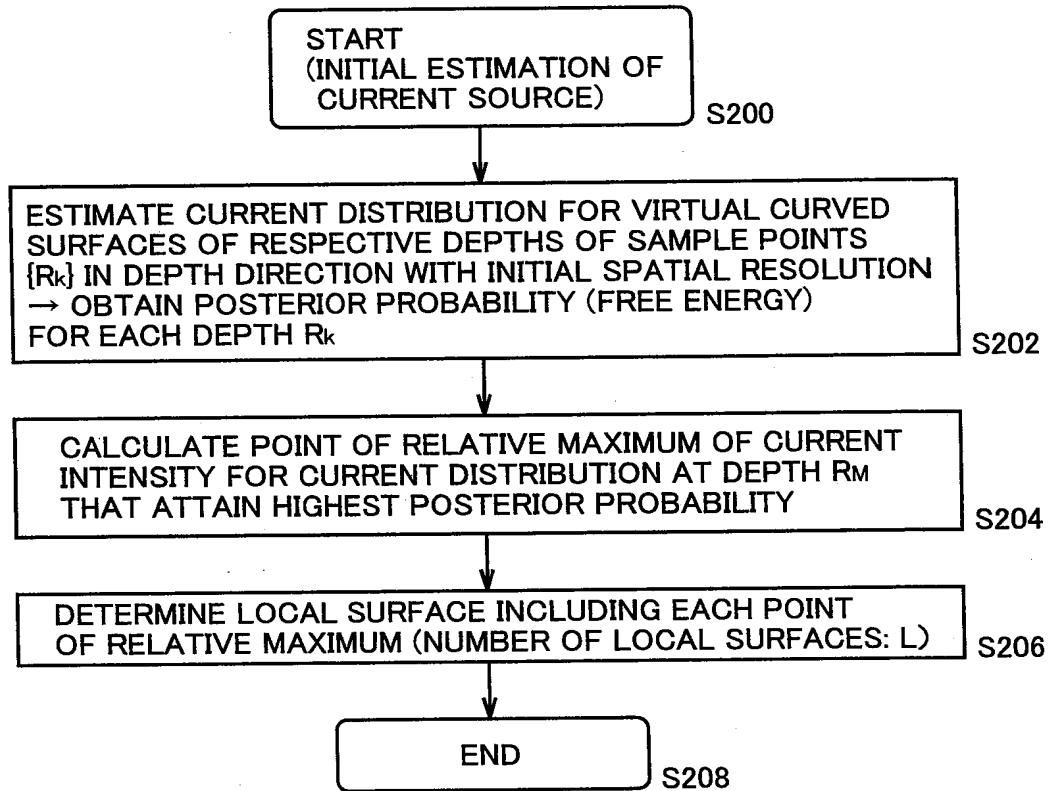 START
(INITIAL ESTIMATION OF
CURRENT SOURCE)
S200
ESTIMATE CURRENT DISTRIBUTION FOR VIRTUAL CURVED
SURFACES OF RESPECTIVE DEPTHS OF SAMPLE POINTS
{Rk} IN DEPTH DIRECTION WITH INITIAL SPATIAL RESOLUTION
→ OBTAIN POSTERIOR PROBABILITY (FREE ENERGY)
FOR EACH DEPTH Rk
S202
CALCULATE POINT OF RELATIVE MAXIMUM OF CURRENT
INTENSITY FOR CURRENT DISTRIBUTION AT DEPTH RM
THAT ATTAIN HIGHEST POSTERIOR PROBABILITY
S204
DETERMINE LOCAL SURFACE INCLUDING EACH POINT
OF RELATIVE MAXIMUM (NUMBER OF LOCAL SURFACES: L)
S206
END
S208